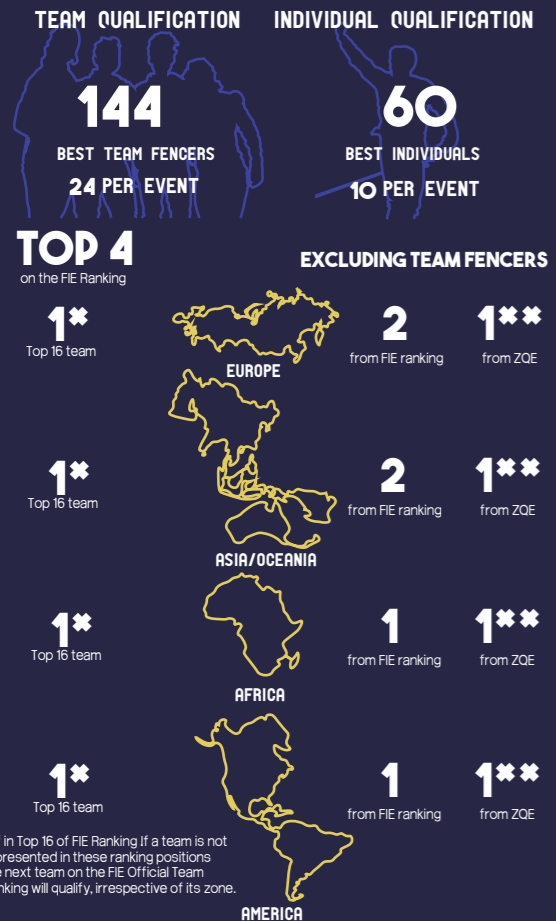 TEAM QUALIFICATION
144
BEST TEAM FENCERS
24 PER EVENT
INDIVIDUAL QUALIFICATION
60
BEST INDIVIDUALS
10 PER EVENT
TOP 4
on the FIE Ranking
EXCLUDING TEAM FENCERS
1*
Top 16 team
EUROPE
2
from FIE ranking
1**
from ZQE
1*
Top 16 team
ASIA/OCEANIA
2
from FIE ranking
1**
from ZQE
1*
Top 16 team
AFRICA
1
from FIE ranking
1**
from ZQE
1*
Top 16 team
AMERICA
1
from FIE ranking
1**
from ZQE
in Top 16 of FIE Ranking If a team is not
presented in these ranking positions
next team on the FIE Official Team
nking will qualify, irrespective of its zone.